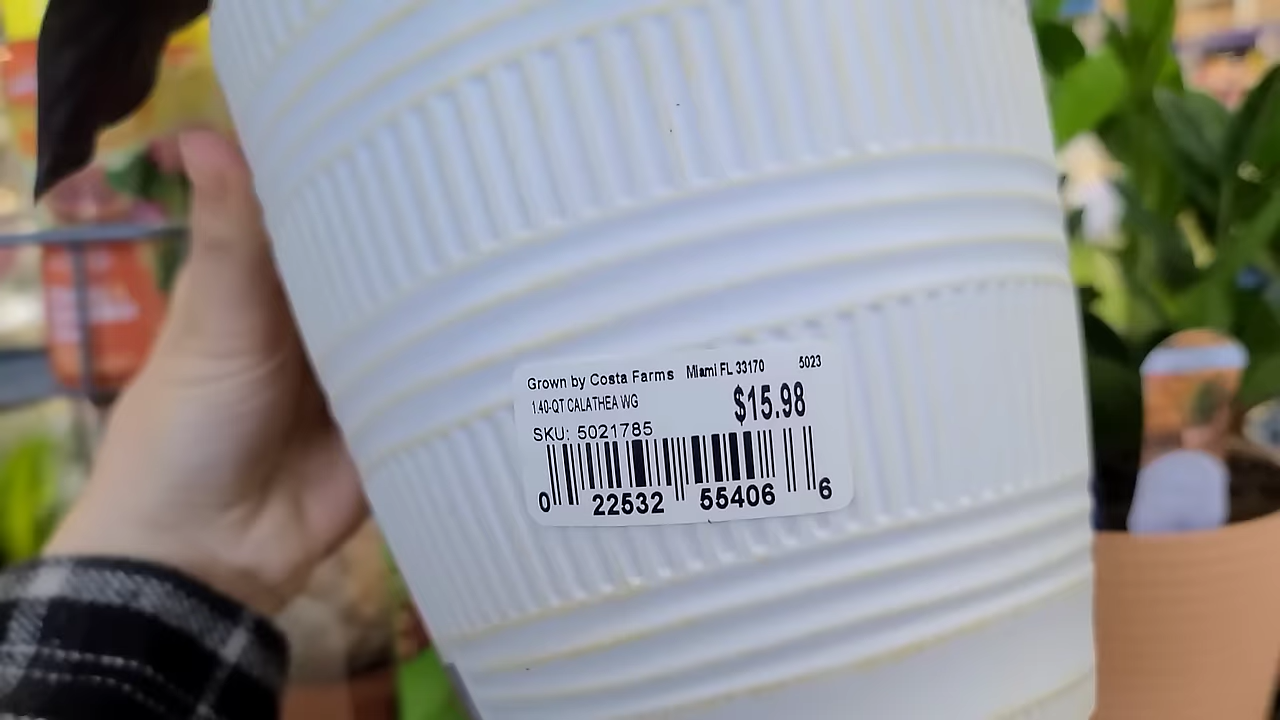 Grown by Costa Farms Miami FL 33170 5023
1.40-QT CALATHEA WG $15.98
SKU: 5021785
0 22532 55406 6